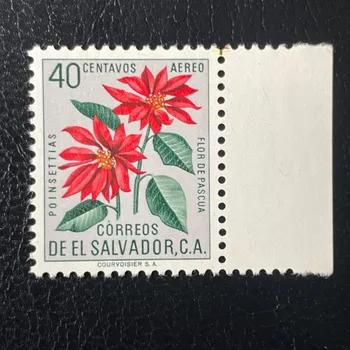 40 CENTAVOS AEREO
POINSETTIAS
FLOR DE PASCUA
CORREOS
DE EL SALVADOR, C.A.
COURVOISIER S.A.